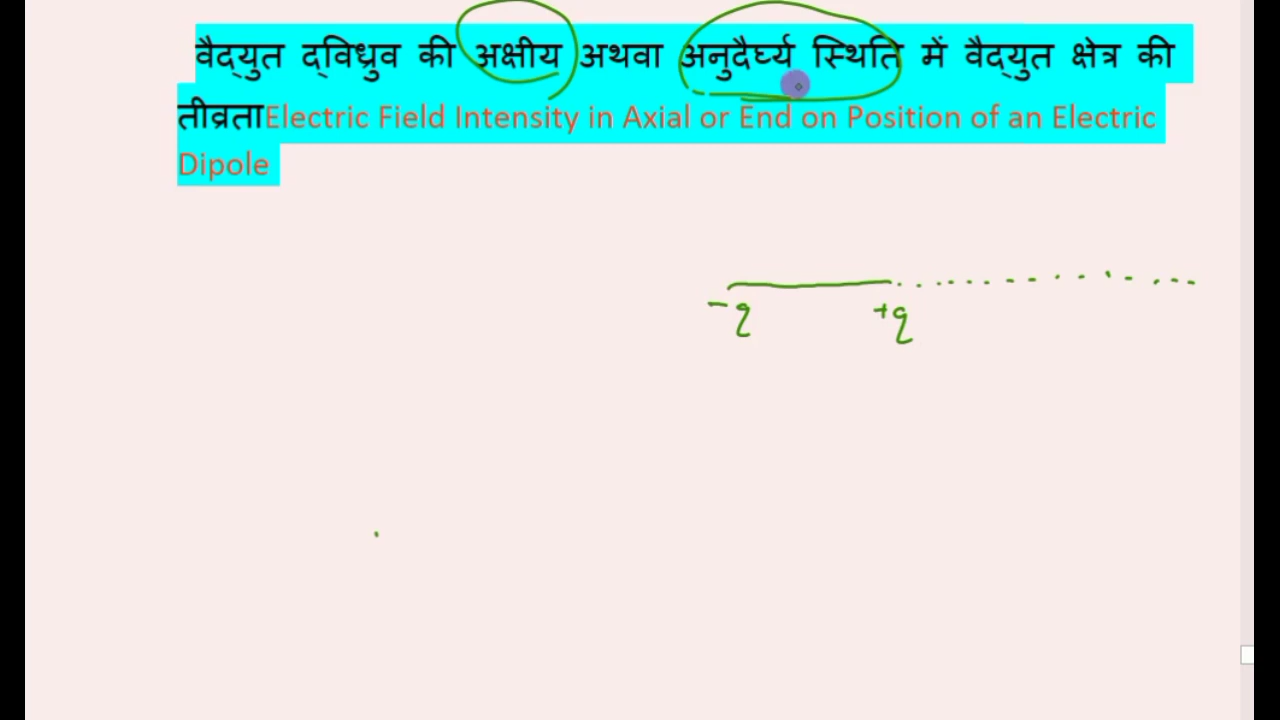 वैद्‌युत द्‌विध्रुव की अक्षीय अथवा अनुदैर्घ्य स्थिति में वैद्‌युत क्षेत्र की
तीव्रताElectric Field Intensity in Axial or End on Position of an Electric
Dipole
-q +q